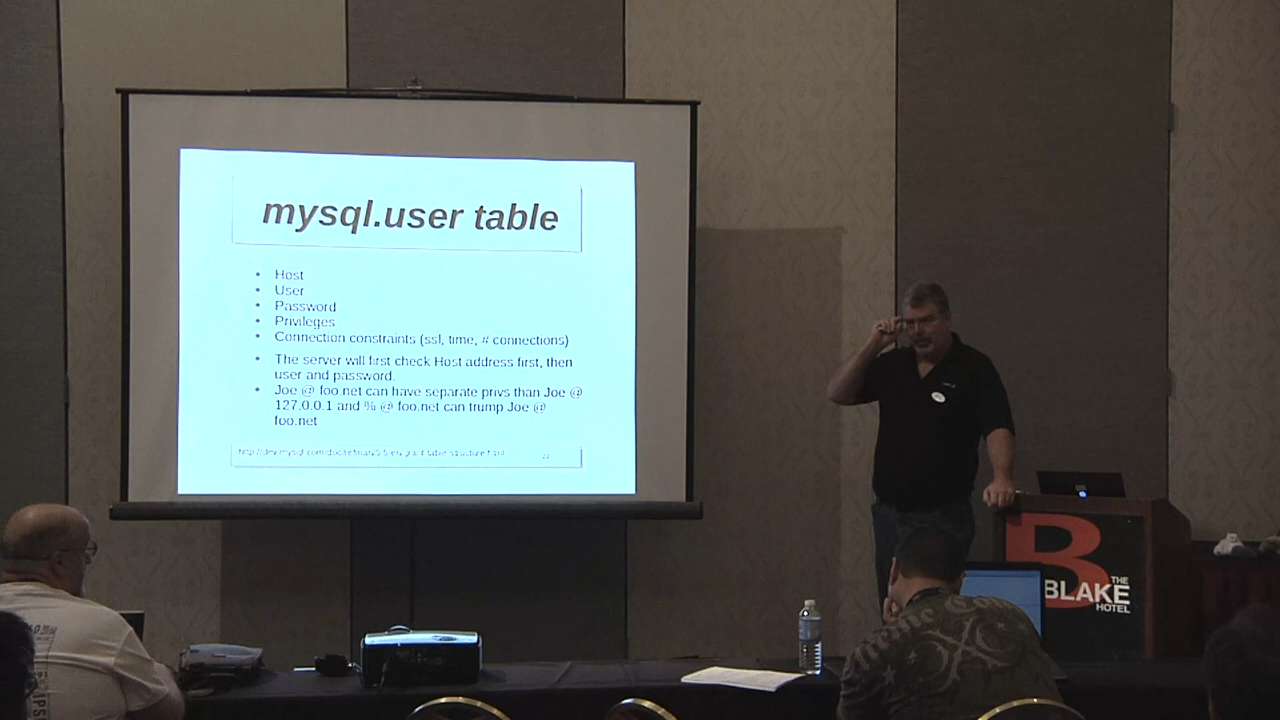 mysql.user table
• Host
• User
• Password
• Privileges
• Connection constraints (ssl, time, # connections)
• The server will first check Host address first, then
user and password.
• Joe @ foo.net can have separate privs than Joe @
127.0.0.1 and % @ foo.net can trump Joe @
foo.net
B
THE
BLAKE
HOTEL